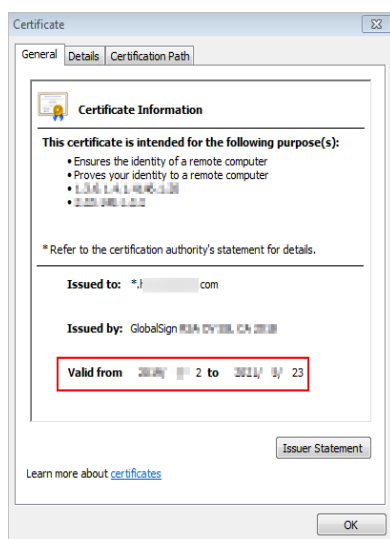 Certificate
General Details Certification Path
Certificate Information
This certificate is intended for the following purpose(s):
• Ensures the identity of a remote computer
• Proves your identity to a remote computer
* Refer to the certification authority's statement for details.
Issued to: *. com
Issued by: GlobalSign
Valid from 2 to 23
Issuer Statement
Learn more about certificates
OK